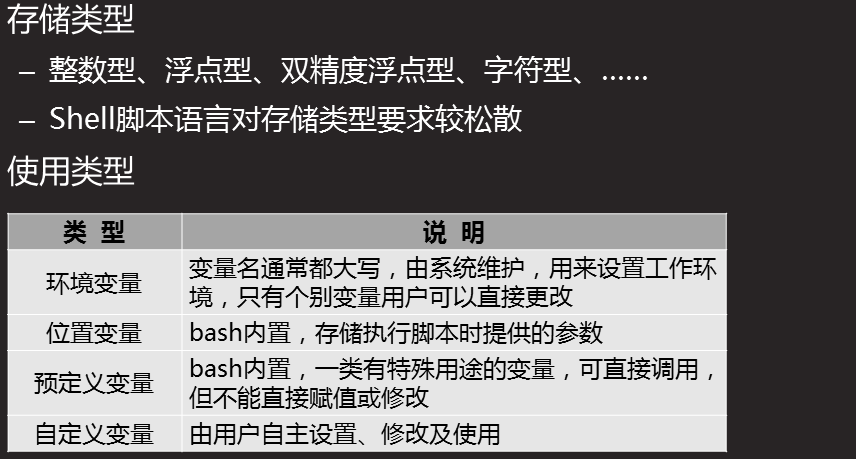 存储类型
– 整数型、浮点型、双精度浮点型、字符型、……
– Shell脚本语言对存储类型要求较松散
使用类型
类 型 说 明
环境变量 变量名通常都大写，由系统维护，用来设置工作环
境，只有个别变量用户可以直接更改
位置变量 bash内置，存储执行脚本时提供的参数
预定义变量 bash内置，一类有特殊用途的变量，可直接调用，
但不能直接赋值或修改
自定义变量 由用户自主设置、修改及使用